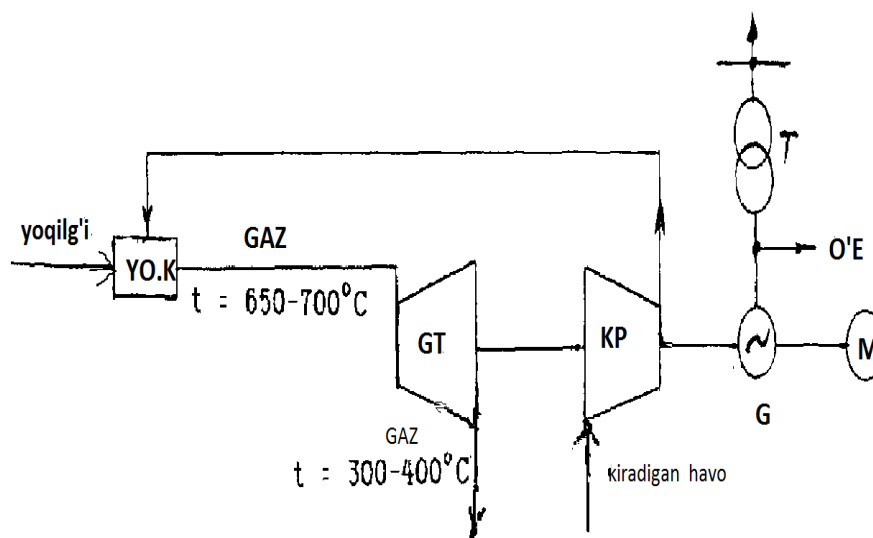 T
yoqilg'i
GAZ
O'E
YO.K
t = 650-700°C
GT
KP
M
G
GAZ
t = 300-400°C
kiradigan havo